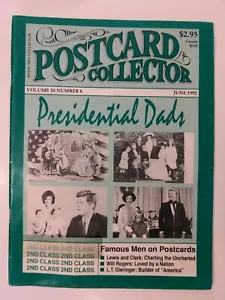 $2.95
Canada
POSTCARD
COLLECTOR
VOLUME 10 NUMBER 6
JUNE 1992
Presidential Dads
2ND CLASS 2ND CLASS
2ND CLASS 2ND CLASS
2ND CLASS 2ND CLASS
2ND CLASS 2ND CLASS
Famous Men on Postcards
Lewis and Clark: Charting the Uncharted
Will Rogers: Loved by a Nation
L.T. Gieninger: Builder of "America"